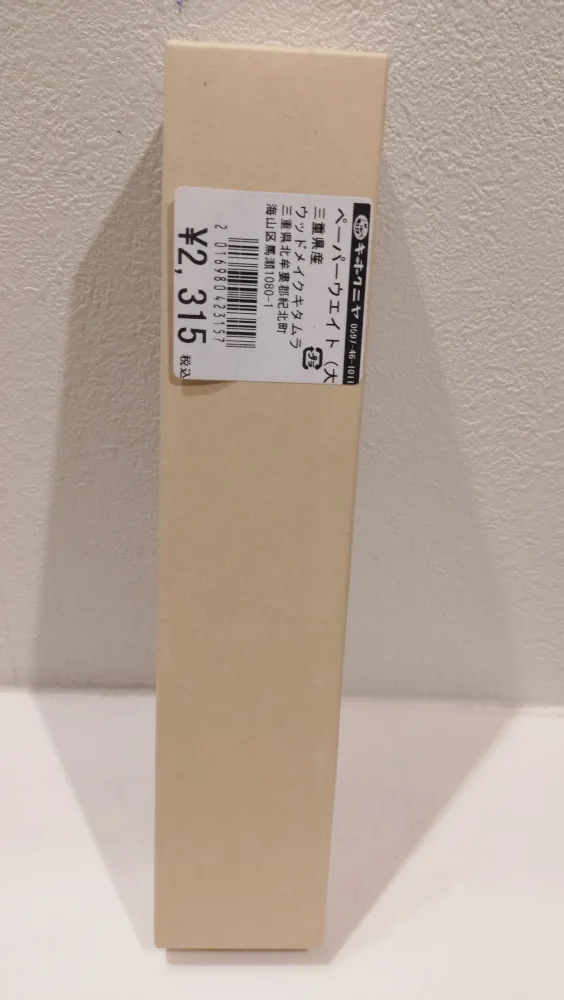 キホクニヤ 0597-46-1011
ペーパーウエイト(大
三重県産
ウッドメイクキタムラ
三重県北牟婁郡紀北町
海山区馬瀬1080-1
2 016980 423157
¥2,315 税込